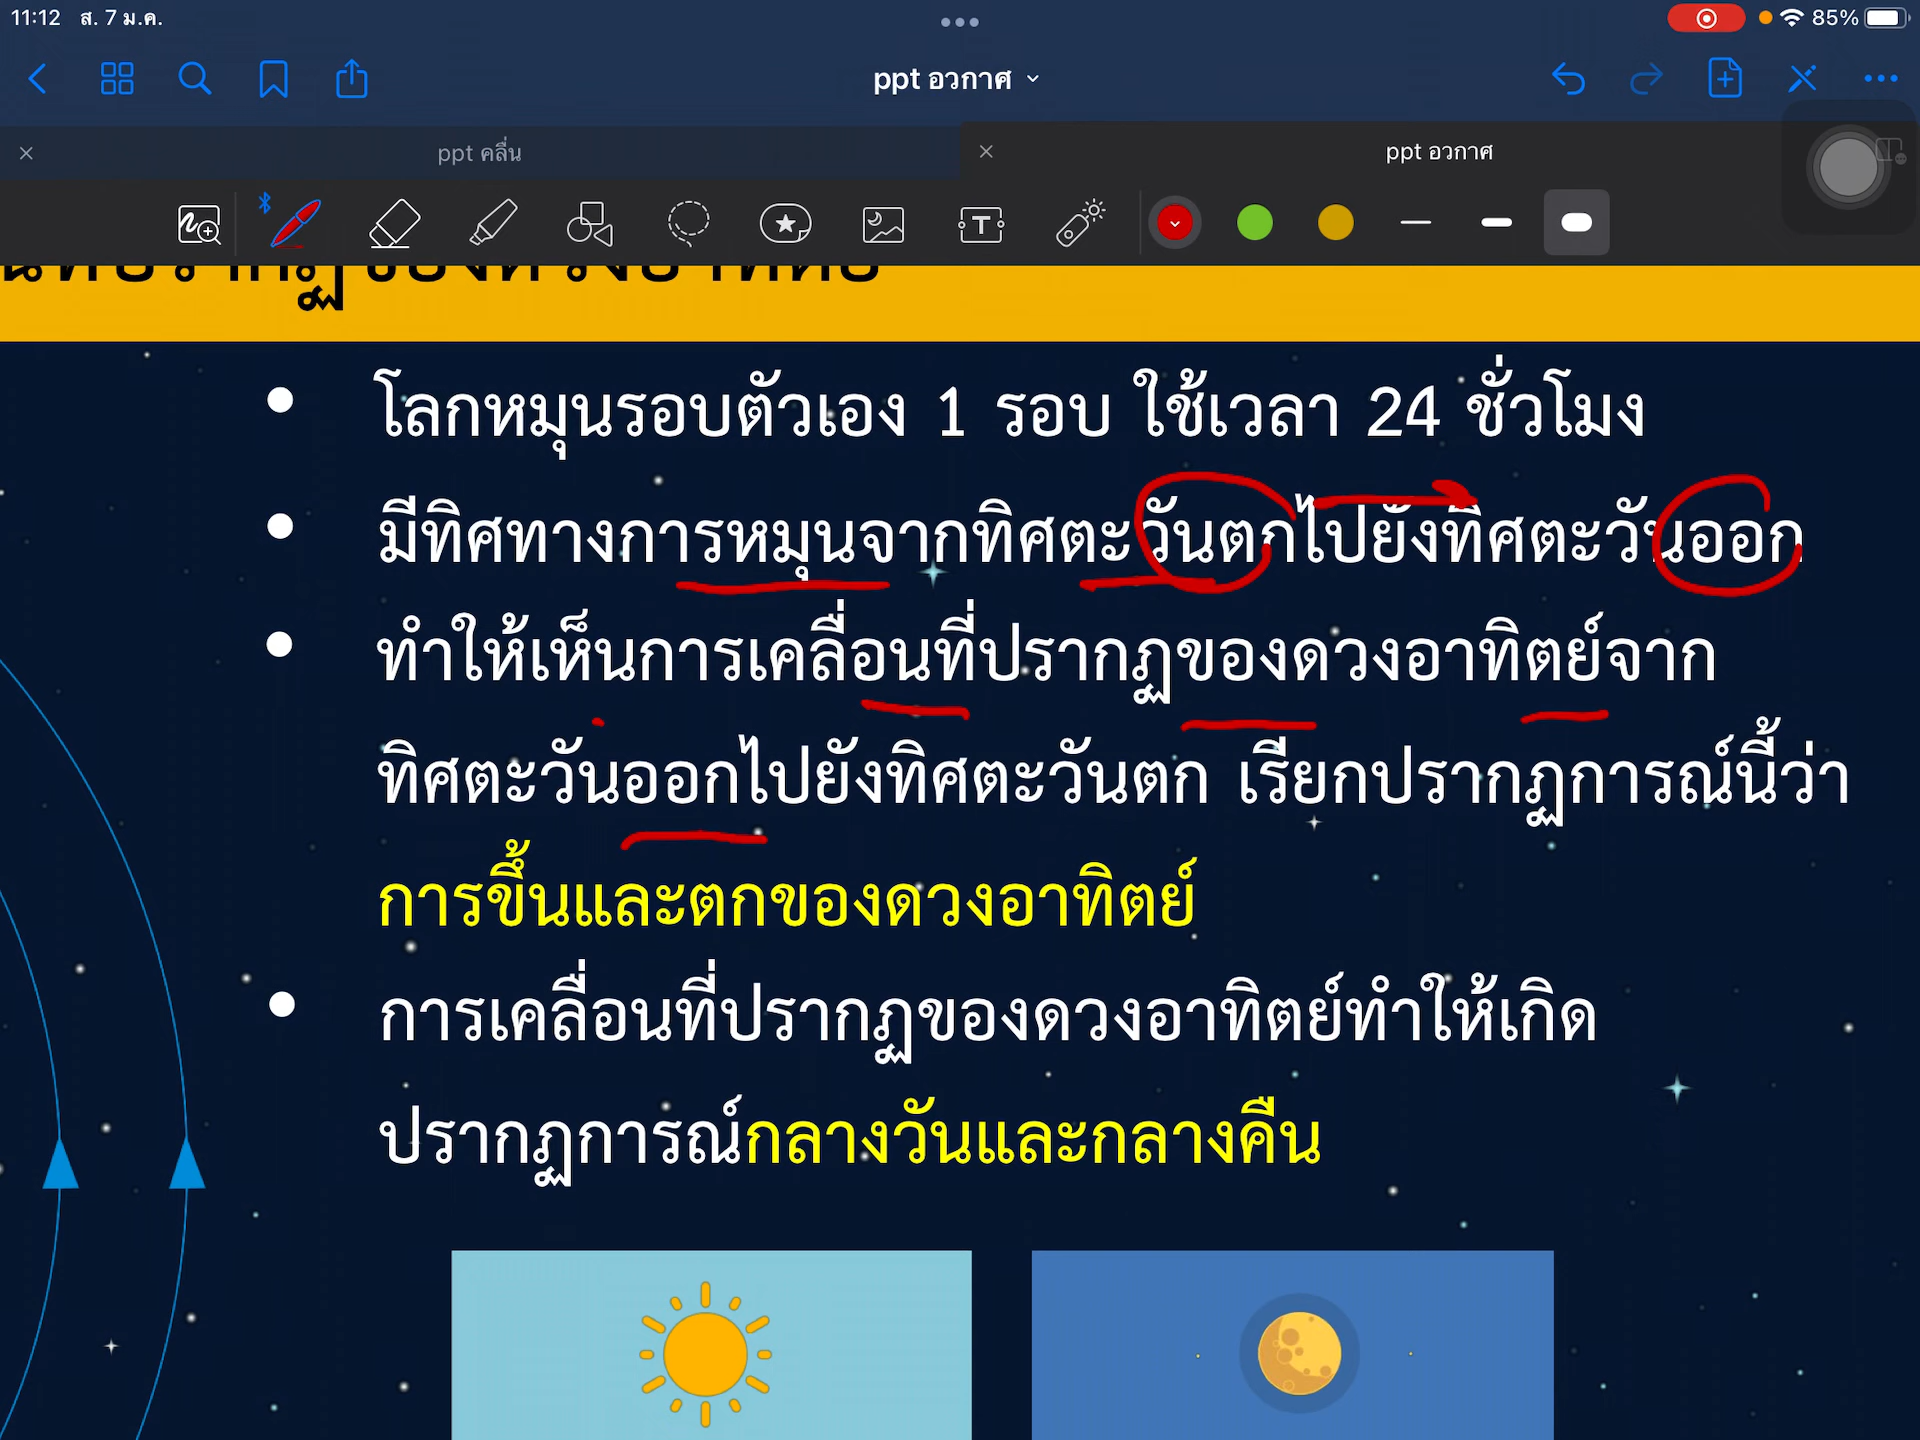 11:12 ส. 7 ม.ค.
85%
ppt อวกาศ
ppt คลื่น
ppt อวกาศ
โลกหมุนรอบตัวเอง 1 รอบ ใช้เวลา 24 ชั่วโมง
มีทิศทางการหมุนจากทิศตะวันตกไปยังทิศตะวันออก
ทำให้เห็นการเคลื่อนที่ปรากฏของดวงอาทิตย์จาก
ทิศตะวันออกไปยังทิศตะวันตก เรียกปรากฏการณ์นี้ว่า
การขึ้นและตกของดวงอาทิตย์
การเคลื่อนที่ปรากฏของดวงอาทิตย์ทำให้เกิด
ปรากฏการณ์กลางวันและกลางคืน